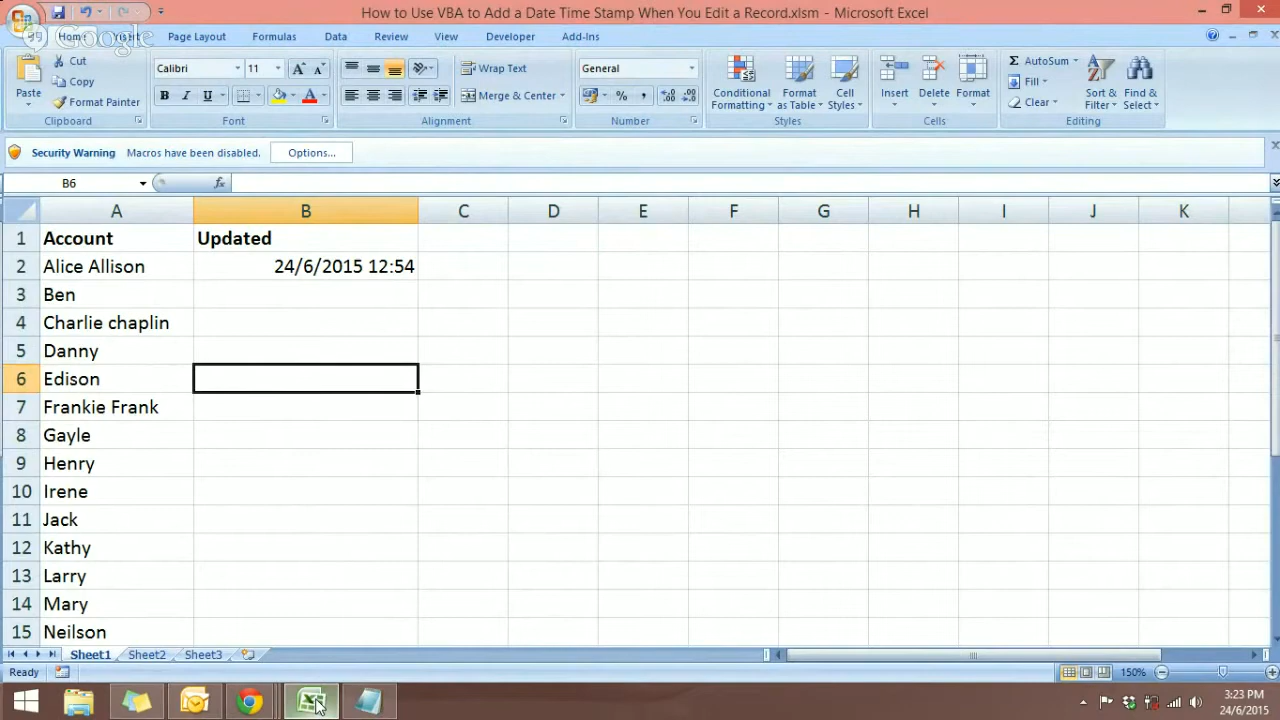 How to Use VBA to Add a Date Time Stamp When You Edit a Record.xlsm - Microsoft Excel
Google
Home Insert Page Layout Formulas Data Review View Developer Add-Ins
Paste
Cut
Copy
Format Painter
Clipboard
Calibri 11
B I U
Font
Wrap Text
Merge & Center
Alignment
General
%
Number
Conditional Formatting
Format as Table
Cell Styles
Styles
Insert
Delete
Format
Cells
Σ AutoSum
Fill
Clear
Sort & Filter
Find & Select
Editing
Security Warning Macros have been disabled. Options...
B6 fx
A B C D E F G H I J K
1 Account Updated
2 Alice Allison 24/6/2015 12:54
3 Ben
4 Charlie chaplin
5 Danny
6 Edison
7 Frankie Frank
8 Gayle
9 Henry
10 Irene
11 Jack
12 Kathy
13 Larry
14 Mary
15 Neilson
Sheet1 Sheet2 Sheet3
Ready 150%
3:23 PM
24/6/2015